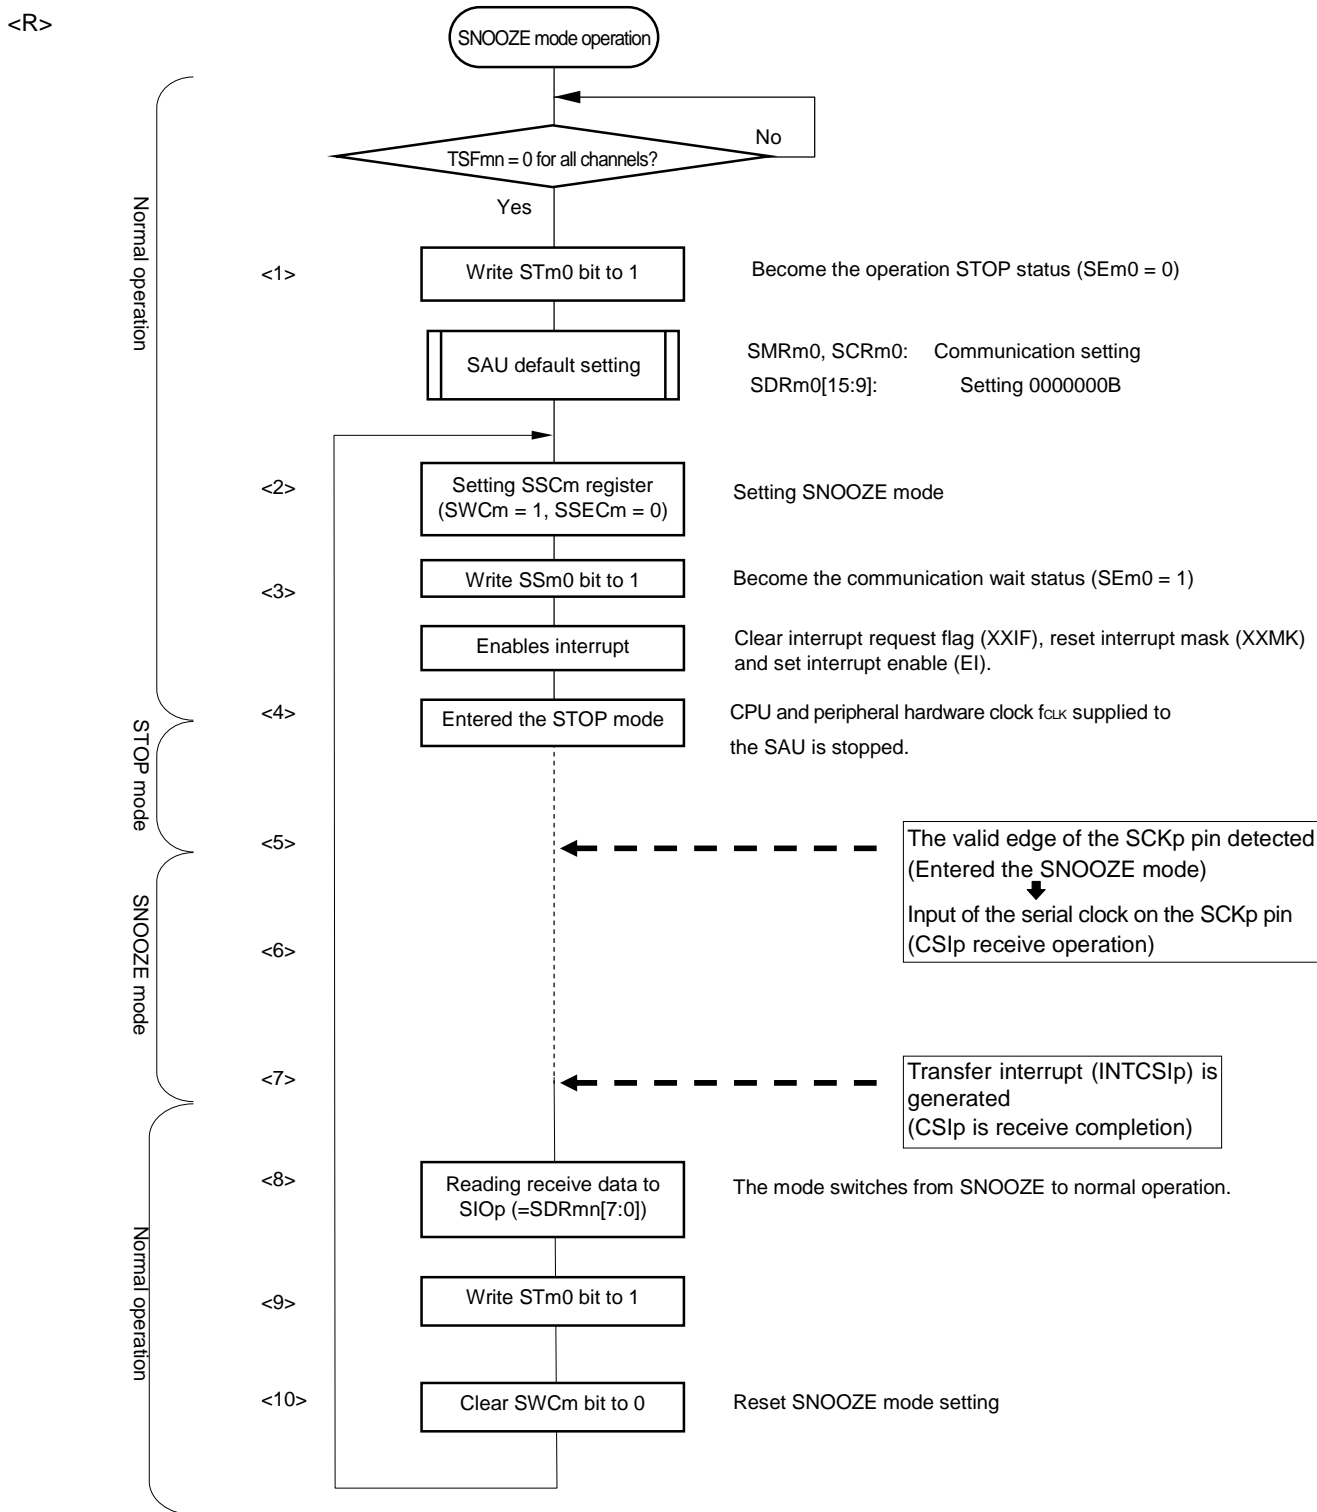 <R>
SNOOZE mode operation
No
TSFmn = 0 for all channels?
Yes
Normal operation
<1>
Write STm0 bit to 1
Become the operation STOP status (SEm0 = 0)
SAU default setting
SMRm0, SCRm0: Communication setting
SDRm0[15:9]: Setting 0000000B
<2>
Setting SSCm register
(SWCm = 1, SSECm = 0)
Setting SNOOZE mode
<3>
Write SSm0 bit to 1
Become the communication wait status (SEm0 = 1)
Enables interrupt
Clear interrupt request flag (XXIF), reset interrupt mask (XXMK)
and set interrupt enable (EI).
<4>
Entered the STOP mode
CPU and peripheral hardware clock fCLK supplied to
the SAU is stopped.
STOP mode
<5>
The valid edge of the SCKp pin detected
(Entered the SNOOZE mode)
Input of the serial clock on the SCKp pin
(CSIp receive operation)
SNOOZE mode
<6>
<7>
Transfer interrupt (INTCSIp) is
generated
(CSIp is receive completion)
<8>
Reading receive data to
SIOp (=SDRmn[7:0])
The mode switches from SNOOZE to normal operation.
Normal operation
<9>
Write STm0 bit to 1
<10>
Clear SWCm bit to 0
Reset SNOOZE mode setting